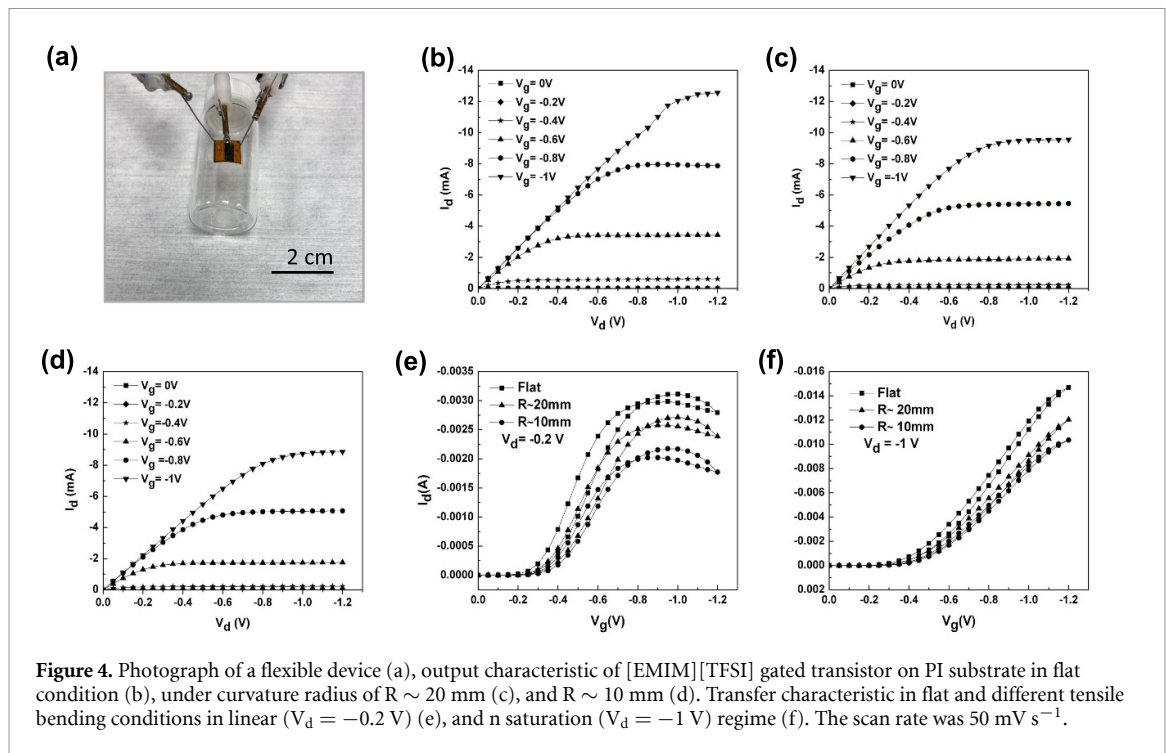 (a)
2 cm
(b)
-14
-12
-10
-8
-6
-4
-2
0
I_d (mA)
V_g= 0V
V_g= -0.2V
V_g= -0.4V
V_g= -0.6V
V_g= -0.8V
V_g= -1V
0.0 -0.2 -0.4 -0.6 -0.8 -1.0 -1.2
V_d (V)
(c)
-14
-12
-10
-8
-6
-4
-2
0
I_d (mA)
V_g= 0V
V_g= -0.2V
V_g= -0.4V
V_g= -0.6V
V_g= -0.8V
V_g = -1V
0.0 -0.2 -0.4 -0.6 -0.8 -1.0 -1.2
V_d (V)
(d)
-14
-12
-10
-8
-6
-4
-2
0
I_d (mA)
V_g= 0V
V_g= -0.2V
V_g=-0.4V
V_g= -0.6V
V_g = -0.8V
V_g = -1V
0.0 -0.2 -0.4 -0.6 -0.8 -1.0 -1.2
V_d (V)
(e)
-0.0035
-0.0030
-0.0025
-0.0020
-0.0015
-0.0010
-0.0005
0.0000
I_d(A)
Flat
R~20mm
R~10mm
V_d= -0.2 V
0.0 -0.2 -0.4 -0.6 -0.8 -1.0 -1.2
V_g(V)
(f)
-0.016
-0.014
-0.012
-0.010
-0.008
-0.006
-0.004
-0.002
0.000
0.002
I_d(A)
Flat
R~ 20mm
R~ 10mm
V_d = -1 V
0.0 -0.2 -0.4 -0.6 -0.8 -1.0 -1.2
V_g(V)
Figure 4. Photograph of a flexible device (a), output characteristic of [EMIM][TFSI] gated transistor on PI substrate in flat
condition (b), under curvature radius of R ∼ 20 mm (c), and R ∼ 10 mm (d). Transfer characteristic in flat and different tensile
bending conditions in linear (V_d = −0.2 V) (e), and n saturation (V_d = −1 V) regime (f). The scan rate was 50 mV s⁻¹.